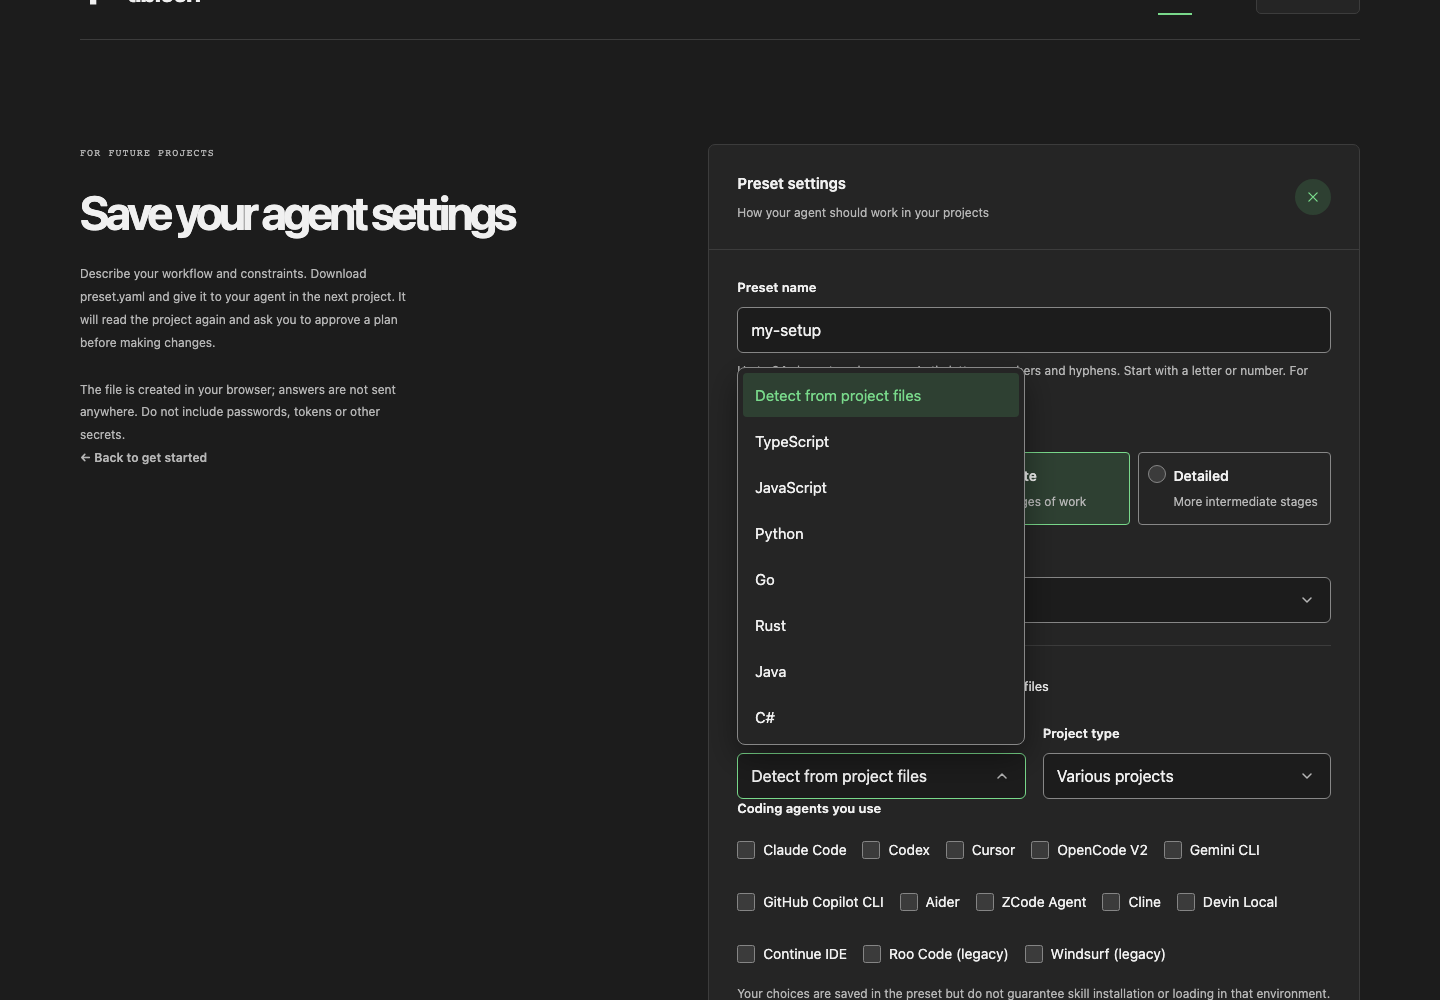 FOR FUTURE PROJECTS
Save your agent settings
Describe your workflow and constraints. Download
preset.yaml and give it to your agent in the next project. It
will read the project again and ask you to approve a plan
before making changes.
The file is created in your browser; answers are not sent
anywhere. Do not include passwords, tokens or other
secrets.
← Back to get started
Preset settings
How your agent should work in your projects
Preset name
my-setup
and hyphens. Start with a letter or number. For
Detect from project files
TypeScript
JavaScript
Python
Go
Rust
Java
C#
of work
Detailed
More intermediate stages
files
Project type
Detect from project files
Various projects
Coding agents you use
Claude Code
Codex
Cursor
OpenCode V2
Gemini CLI
GitHub Copilot CLI
Aider
ZCode Agent
Cline
Devin Local
Continue IDE
Roo Code (legacy)
Windsurf (legacy)
Your choices are saved in the preset but do not guarantee skill installation or loading in that environment.